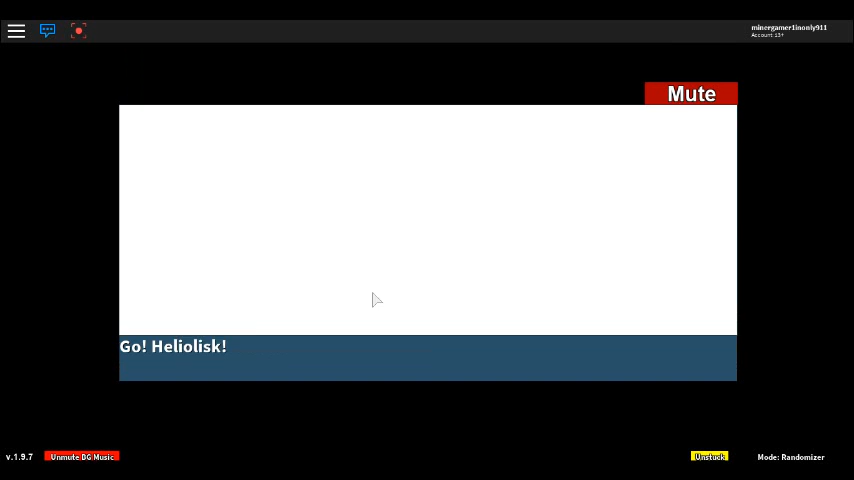 minergamer1inonly911
Account: 13+
Mute
Go! Heliolisk!
v.1.9.7
Unmute BG Music
Unstuck
Mode: Randomizer